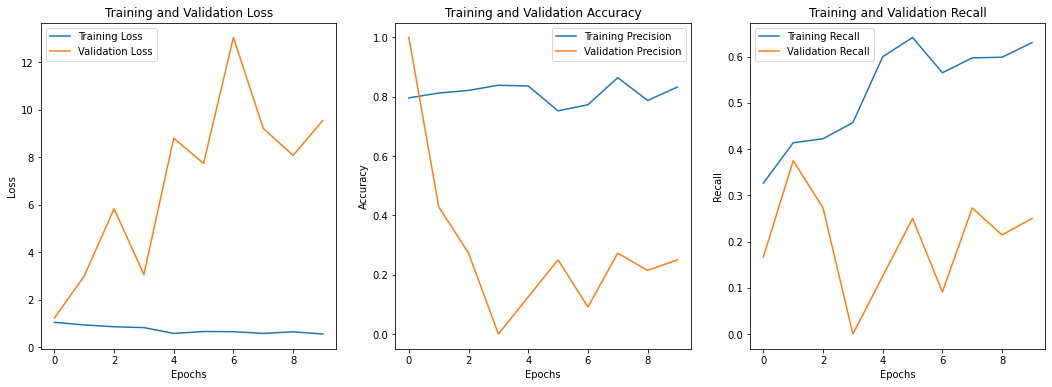 Training and Validation Loss
Training Loss
Validation Loss
12
10
8
6
4
2
0
Loss
0
2
4
6
8
Epochs
Training and Validation Accuracy
Training Precision
Validation Precision
1.0
0.8
0.6
0.4
0.2
0.0
Accuracy
0
2
4
6
8
Epochs
Training and Validation Recall
Training Recall
Validation Recall
0.6
0.5
0.4
0.3
0.2
0.1
0.0
Recall
0
2
4
6
8
Epochs